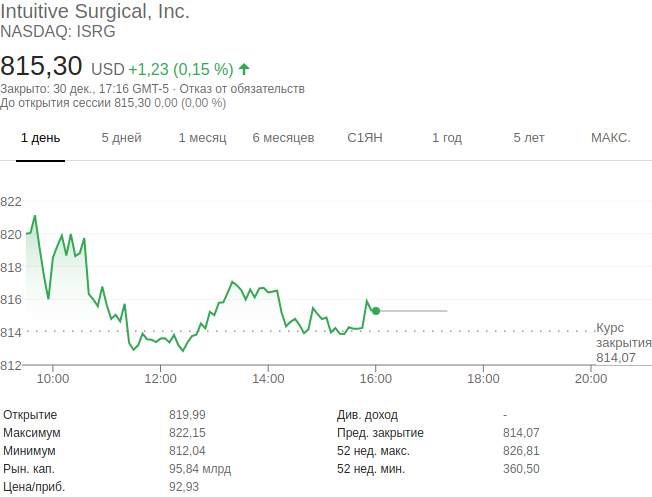 Intuitive Surgical, Inc.
NASDAQ: ISRG
815,30 USD +1,23 (0,15 %)
Закрыто: 30 дек., 17:16 GMT-5 · Отказ от обязательств
До открытия сессии 815,30 0,00 (0,00 %)
1 день 5 дней 1 месяц 6 месяцев С1ЯН 1 год 5 лет МАКС.
822
820
818
816
814
812
Курс
закрытия
814,07
10:00 12:00 14:00 16:00 18:00 20:00
Открытие 819,99 Див. доход -
Максимум 822,15 Пред. закрытие 814,07
Минимум 812,04 52 нед. макс. 826,81
Рын. кап. 95,84 млрд 52 нед. мин. 360,50
Цена/приб. 92,93